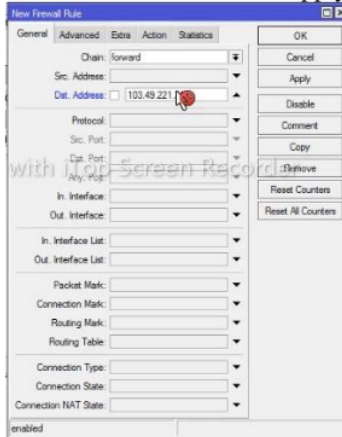 New Firewall Rule
General Advanced Extra Action Statistics
Chain: forward
Src. Address:
Dst. Address: 103.49.221.
Protocol:
Src. Port:
Dst. Port:
Any. Port:
In. Interface:
Out. Interface:
In. Interface List:
Out. Interface List:
Packet Mark:
Connection Mark:
Routing Mark:
Routing Table:
Connection Type:
Connection State:
Connection NAT State:
enabled
OK
Cancel
Apply
Disable
Comment
Copy
Remove
Reset Counters
Reset All Counters
with iTop Screen Recorder